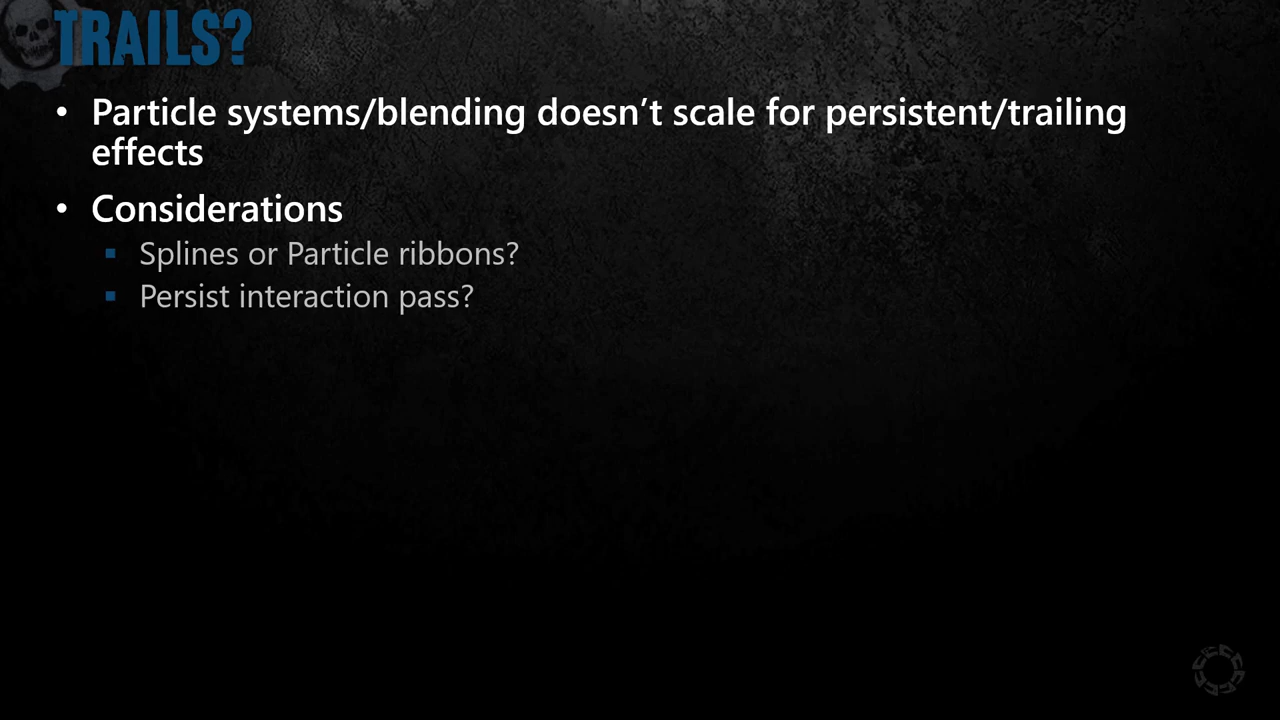 TRAILS?
• Particle systems/blending doesn’t scale for persistent/trailing
effects
• Considerations
▪ Splines or Particle ribbons?
▪ Persist interaction pass?